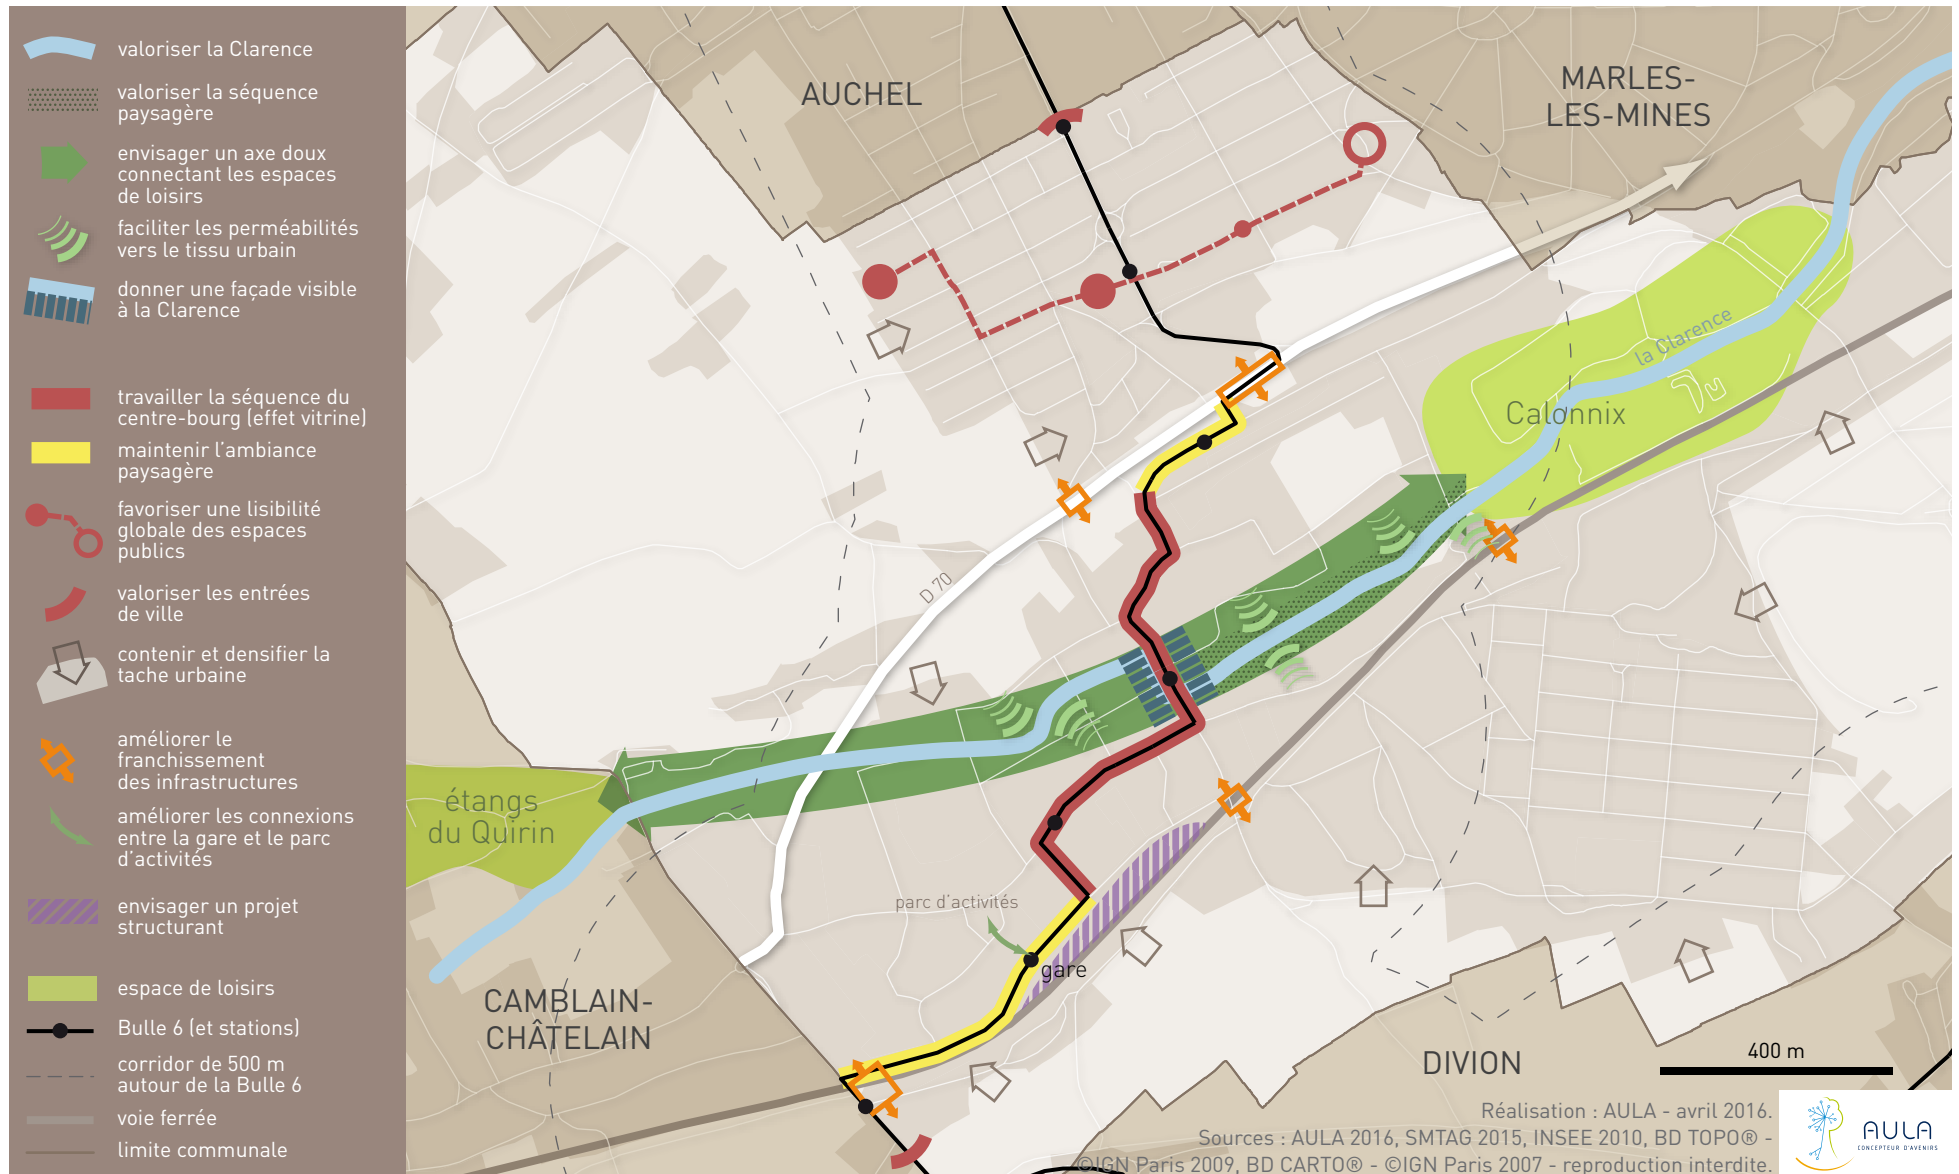 valoriser la Clarence
valoriser la séquence
paysagère
envisager un axe doux
connectant les espaces
de loisirs
faciliter les perméabilités
vers le tissu urbain
donner une façade visible
à la Clarence
travailler la séquence du
centre-bourg (effet vitrine)
maintenir l'ambiance
paysagère
favoriser une lisibilité
globale des espaces
publics
valoriser les entrées
de ville
contenir et densifier la
tache urbaine
améliorer le
franchissement
des infrastructures
améliorer les connexions
entre la gare et le parc
d'activités
envisager un projet
structurant
espace de loisirs
Bulle 6 (et stations)
corridor de 500 m
autour de la Bulle 6
voie ferrée
limite communale
AUCHEL
MARLES-
LES-MINES
la Clarence
Calonnix
D 70
étangs
du Quirin
parc d'activités
gare
CAMBLAIN-
CHÂTELAIN
DIVION
400 m
Réalisation : AULA - avril 2016.
Sources : AULA 2016, SMTAG 2015, INSEE 2010, BD TOPO® -
©IGN Paris 2009, BD CARTO® - ©IGN Paris 2007 - reproduction interdite.
AULA
CONCEPTEUR D'AVENIRS